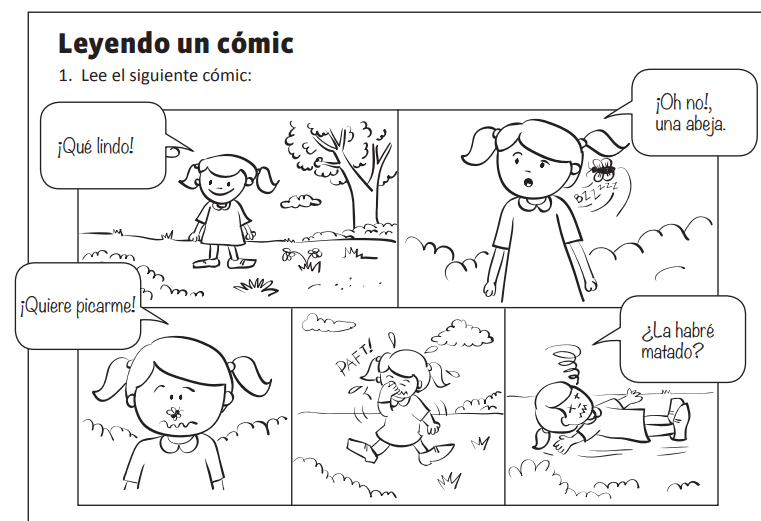 Leyendo un cómic
1. Lee el siguiente cómic:
¡Qué lindo!
¡Oh no!,
una abeja.
BZZZZZZ
¡Quiere picarme!
PAFT!
¿La habré
matado?